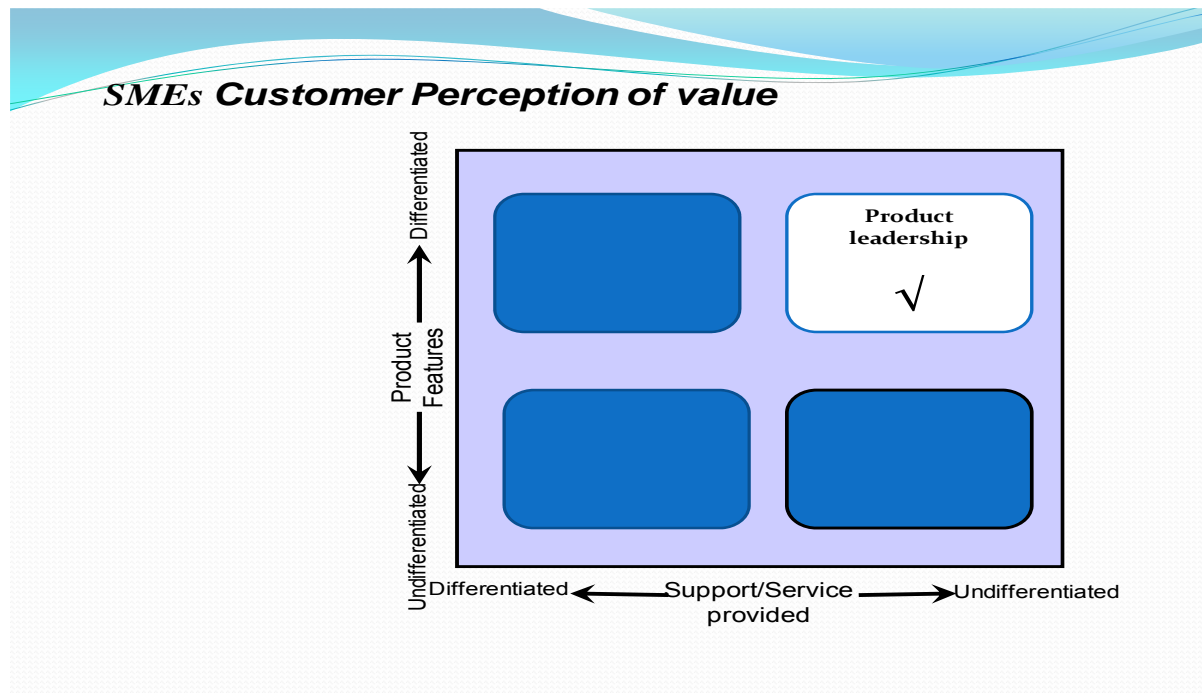 SMEs Customer Perception of value
Differentiated
Product
Features
Undifferentiated
Product
leadership
√
Differentiated
Support/Service
provided
Undifferentiated